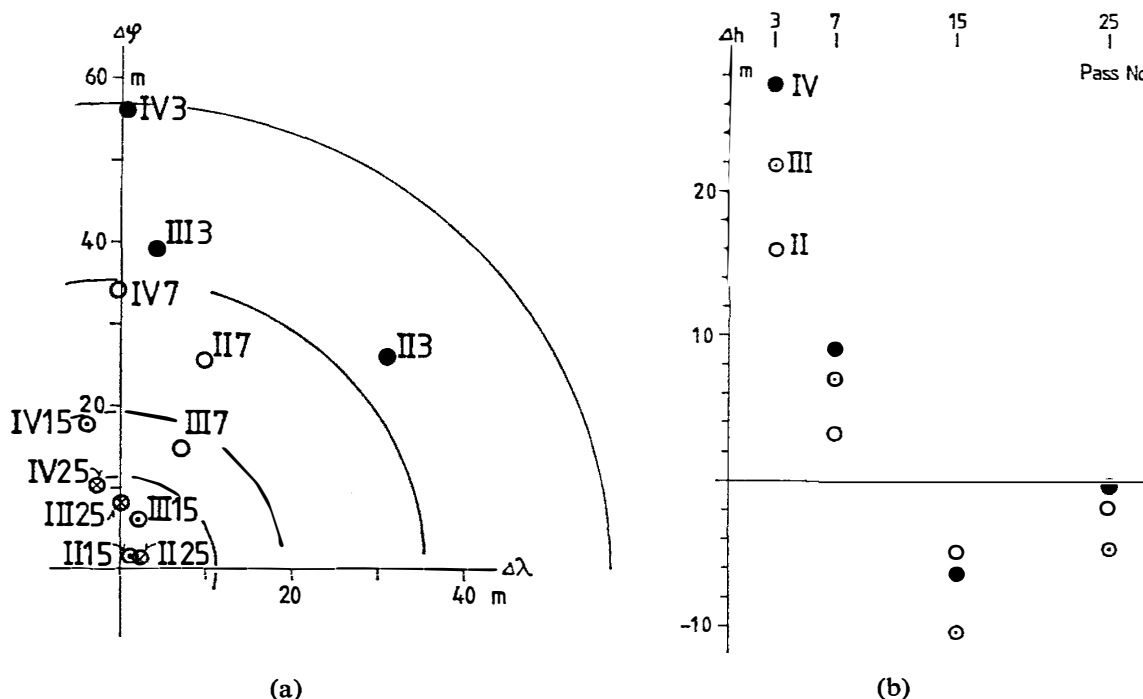 Δφ
60
m
IV3
III3
40
IV7
II7
II3
20
IV15
III7
IV25
III25
III15
II15
II25
Δλ
20
m
40
(a)
3
7
15
25
Δh
m
Pass No
IV
III
20
II
10
-10
(b)